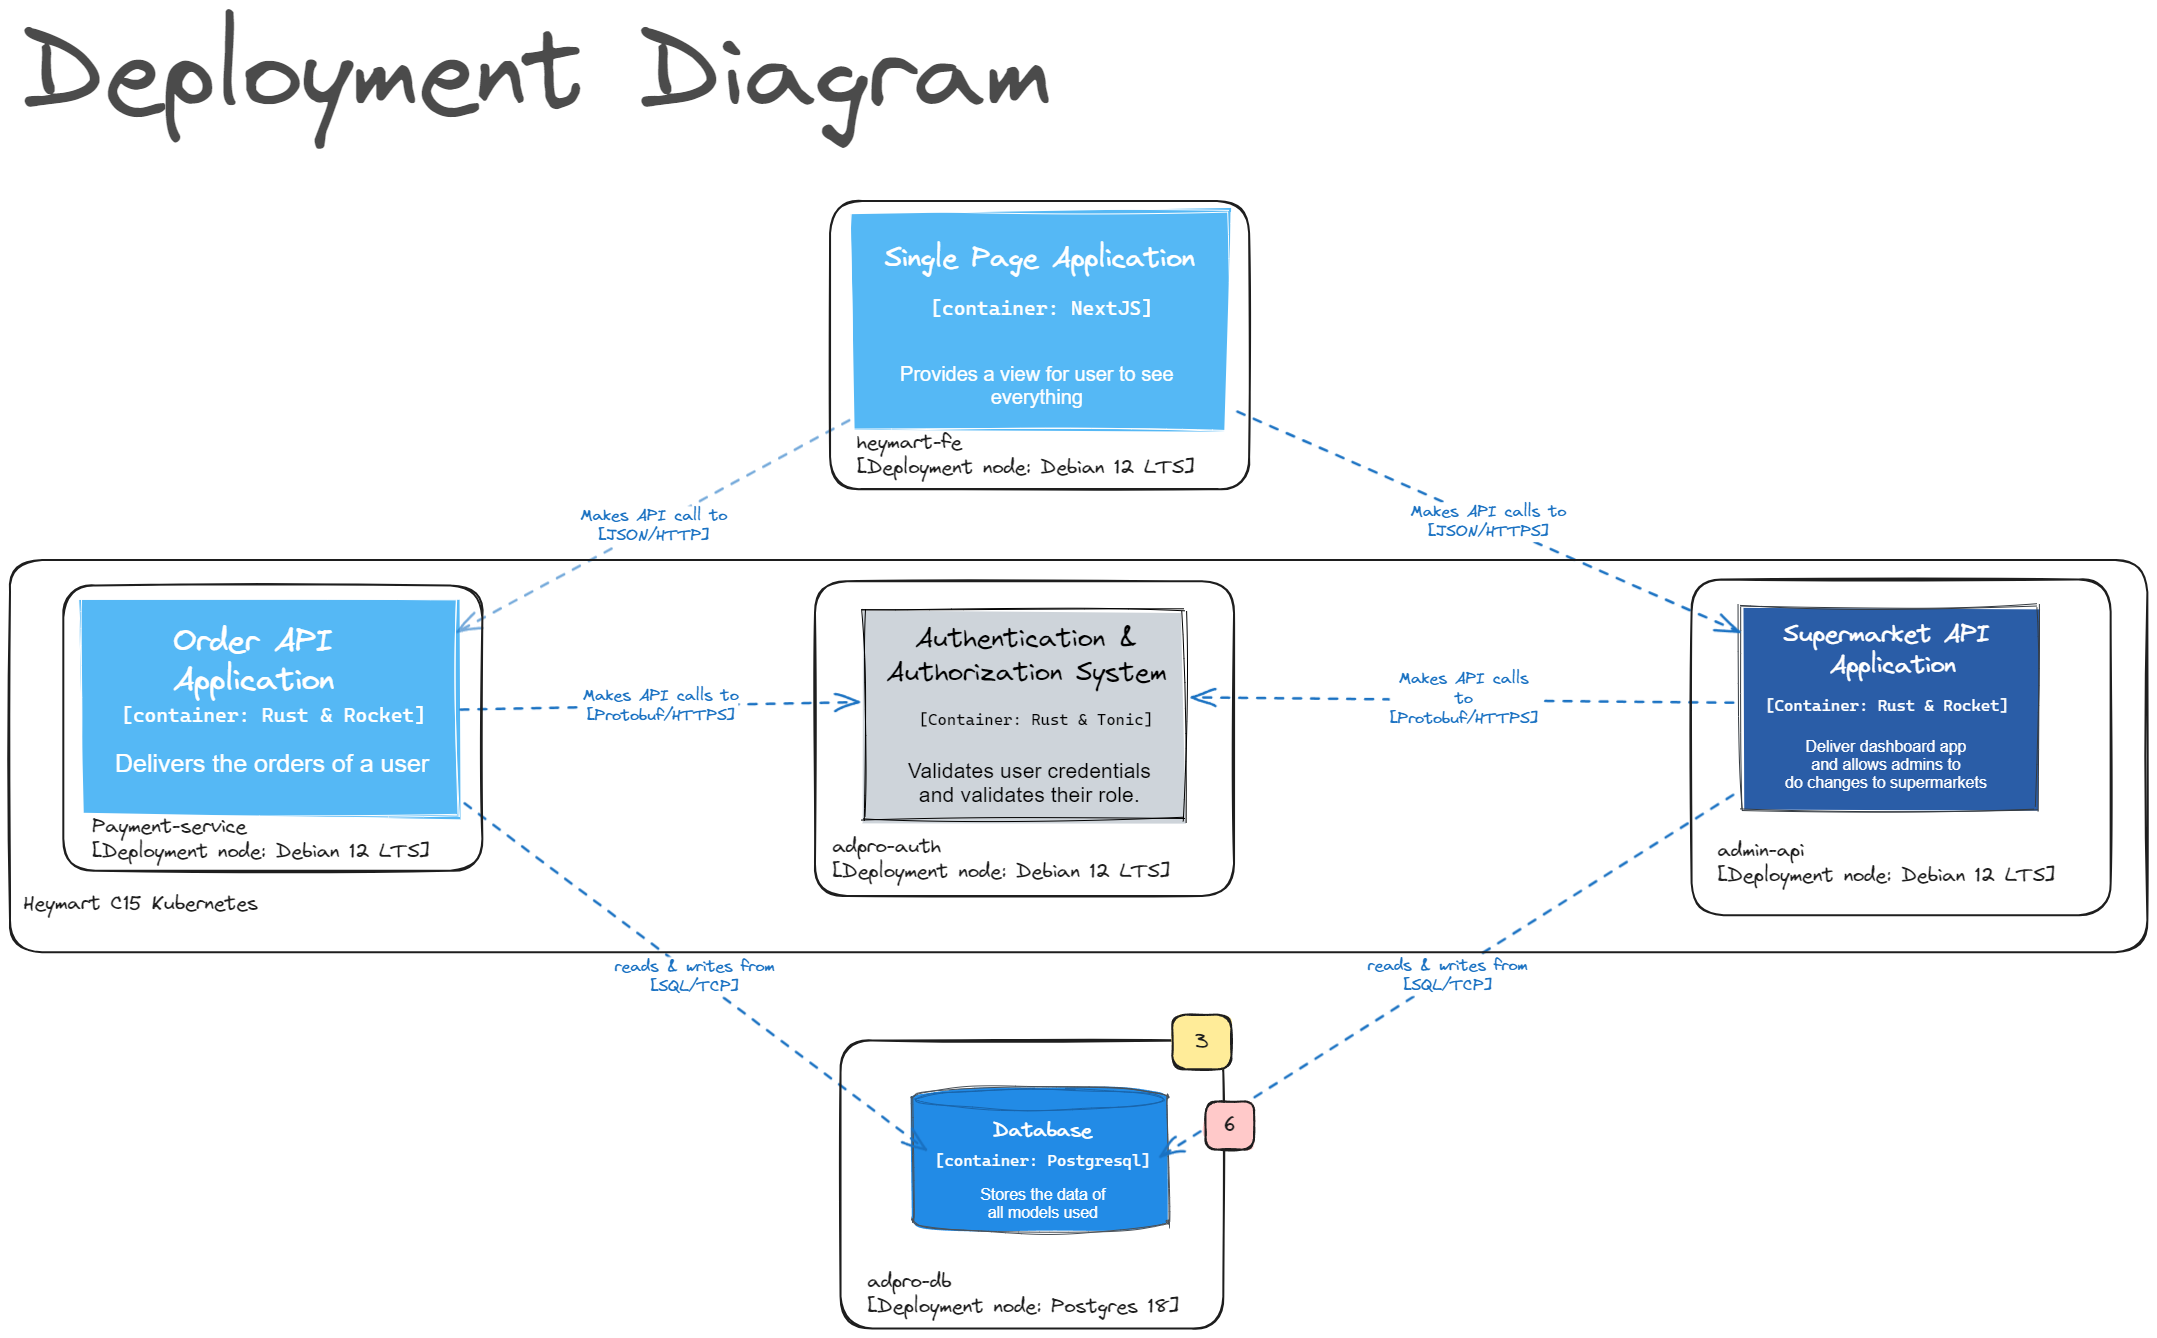 Deployment Diagram
Single Page Application
[container: NextJS]
Provides a view for user to see
everything
heymart-fe
[Deployment node: Debian 12 LTS]
Makes API call to
[JSON/HTTP]
Makes API calls to
[JSON/HTTPS]
Order API
Application
[container: Rust & Rocket]
Delivers the orders of a user
Payment-service
[Deployment node: Debian 12 LTS]
Heymart C15 Kubernetes
Makes API calls to
[Protobuf/HTTPS]
Authentication &
Authorization System
[Container: Rust & Tonic]
Validates user credentials
and validates their role.
adpro-auth
[Deployment node: Debian 12 LTS]
Makes API calls
to
[Protobuf/HTTPS]
Supermarket API
Application
[Container: Rust & Rocket]
Deliver dashboard app
and allows admins to
do changes to supermarkets
admin-api
[Deployment node: Debian 12 LTS]
reads & writes from
[SQL/TCP]
reads & writes from
[SQL/TCP]
3
6
Database
[container: Postgresql]
Stores the data of
all models used
adpro-db
[Deployment node: Postgres 18]